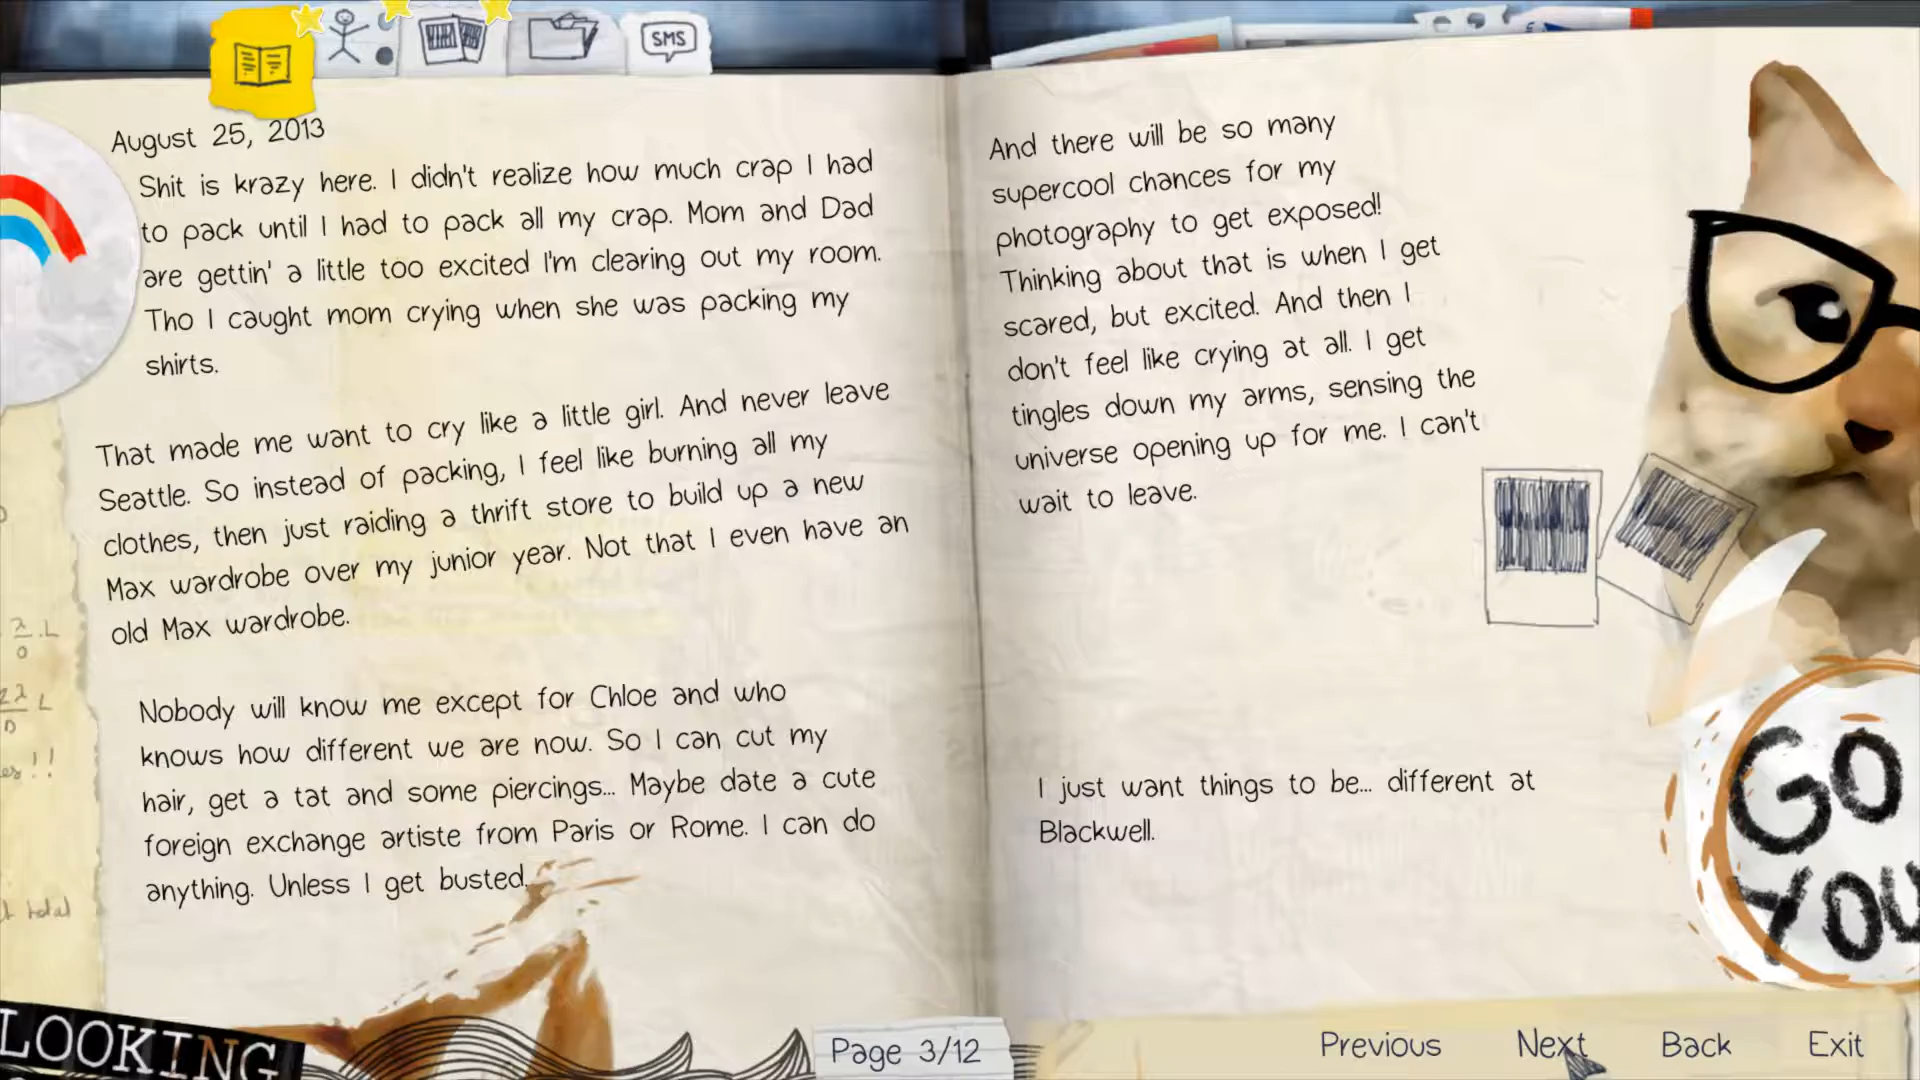 SMS
August 25, 2013
Shit is krazy here. I didn't realize how much crap I had
to pack until I had to pack all my crap. Mom and Dad
are gettin' a little too excited I'm clearing out my room.
Tho I caught mom crying when she was packing my
shirts.
That made me want to cry like a little girl. And never leave
Seattle. So instead of packing, I feel like burning all my
clothes, then just raiding a thrift store to build up a new
Max wardrobe over my junior year. Not that I even have an
old Max wardrobe.
Nobody will know me except for Chloe and who
knows how different we are now. So I can cut my
hair, get a tat and some piercings... Maybe date a cute
foreign exchange artiste from Paris or Rome. I can do
anything. Unless I get busted.
And there will be so many
supercool chances for my
photography to get exposed!
Thinking about that is when I get
scared, but excited. And then I
don't feel like crying at all. I get
tingles down my arms, sensing the
universe opening up for me. I can't
wait to leave.
I just want things to be... different at
Blackwell.
GO
YOU
LOOKING
Page 3/12
Previous Next Back Exit